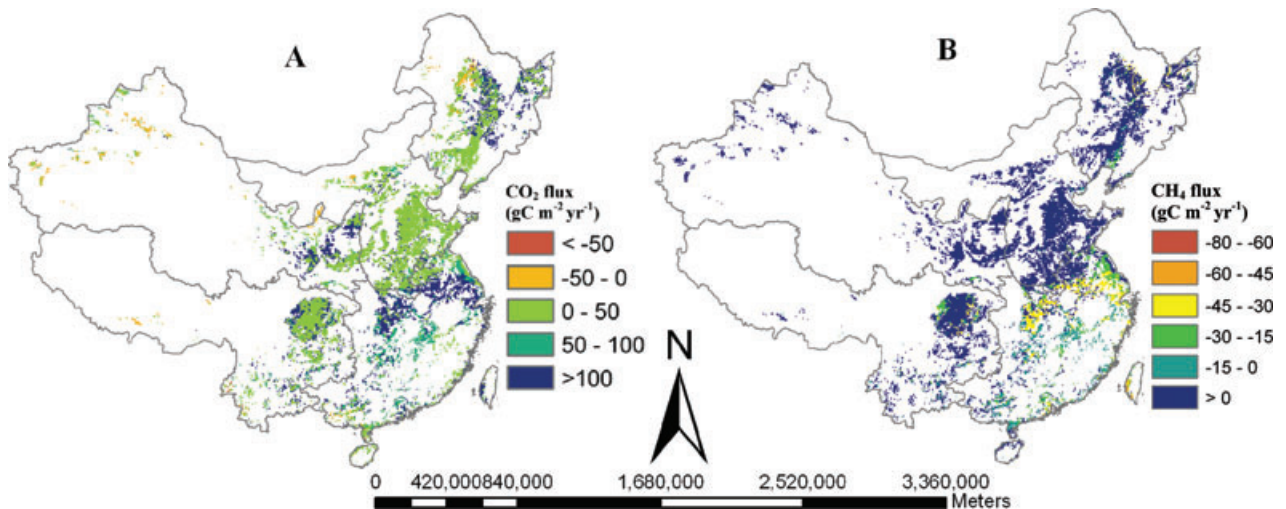 A
B
CO₂ flux
(gC m⁻² yr⁻¹)
< -50
-50 - 0
0 - 50
50 - 100
>100
CH₄ flux
(gC m⁻² yr⁻¹)
-80 - -60
-60 - -45
-45 - -30
-30 - -15
-15 - 0
> 0
N
0 420,000840,000 1,680,000 2,520,000 3,360,000
Meters